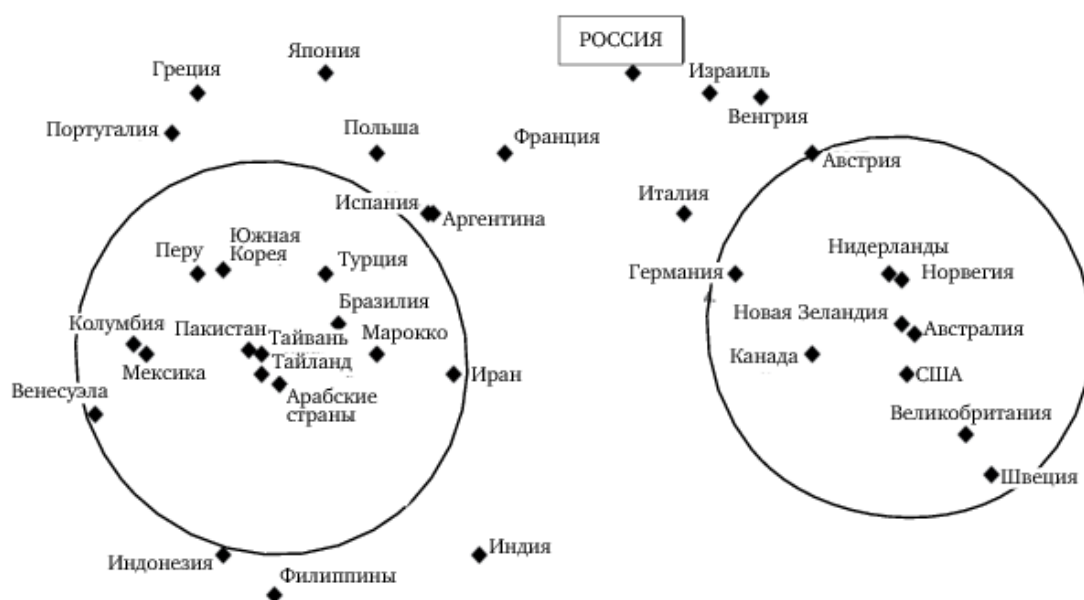 Япония
РОССИЯ
Греция
Израиль
Венгрия
Португалия
Польша
Франция
Австрия
Италия
Испания
Аргентина
Южная
Корея
Перу
Турция
Нидерланды
Германия
Норвегия
Бразилия
Новая Зеландия
Колумбия
Пакистан
Тайвань
Марокко
Австралия
Мексика
Тайланд
Канада
Иран
США
Венесуэла
Арабские
страны
Великобритания
Швеция
Индонезия
Индия
Филиппины